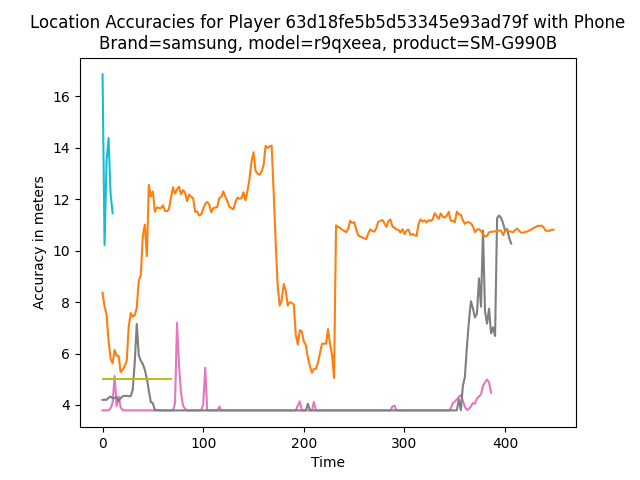 Location Accuracies for Player 63d18fe5b5d53345e93ad79f with Phone
Brand=samsung, model=r9qxeea, product=SM-G990B
16
14
12
10
8
6
4
Accuracy in meters
0 100 200 300 400
Time